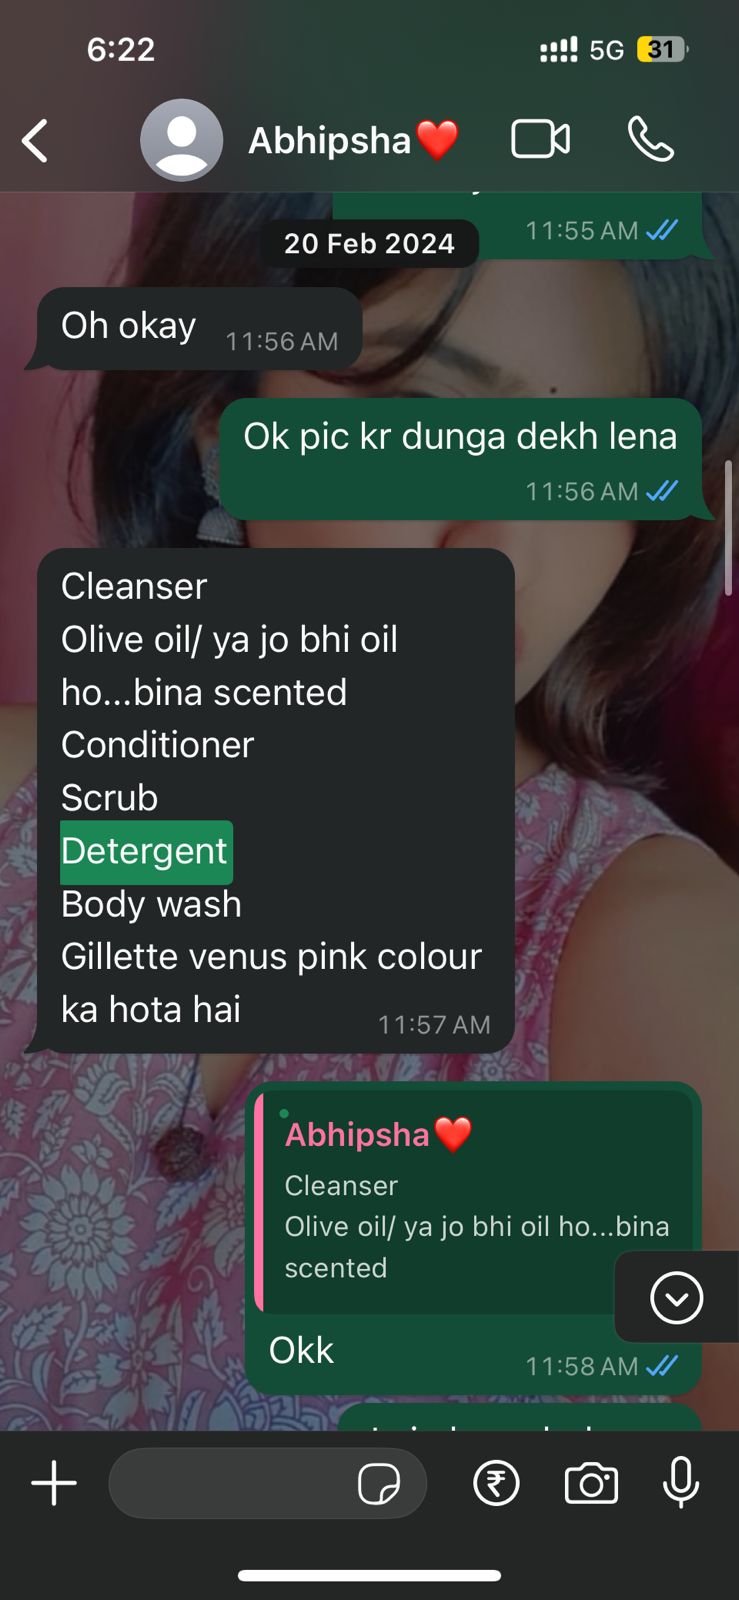 6:22
5G 31
Abhipsha❤️
11:55 AM
20 Feb 2024
Oh okay
11:56 AM
Ok pic kr dunga dekh lena
11:56 AM
Cleanser
Olive oil/ ya jo bhi oil
ho...bina scented
Conditioner
Scrub
Detergent
Body wash
Gillette venus pink colour
ka hota hai
11:57 AM
Abhipsha❤️
Cleanser
Olive oil/ ya jo bhi oil ho...bina
scented
Okk
11:58 AM